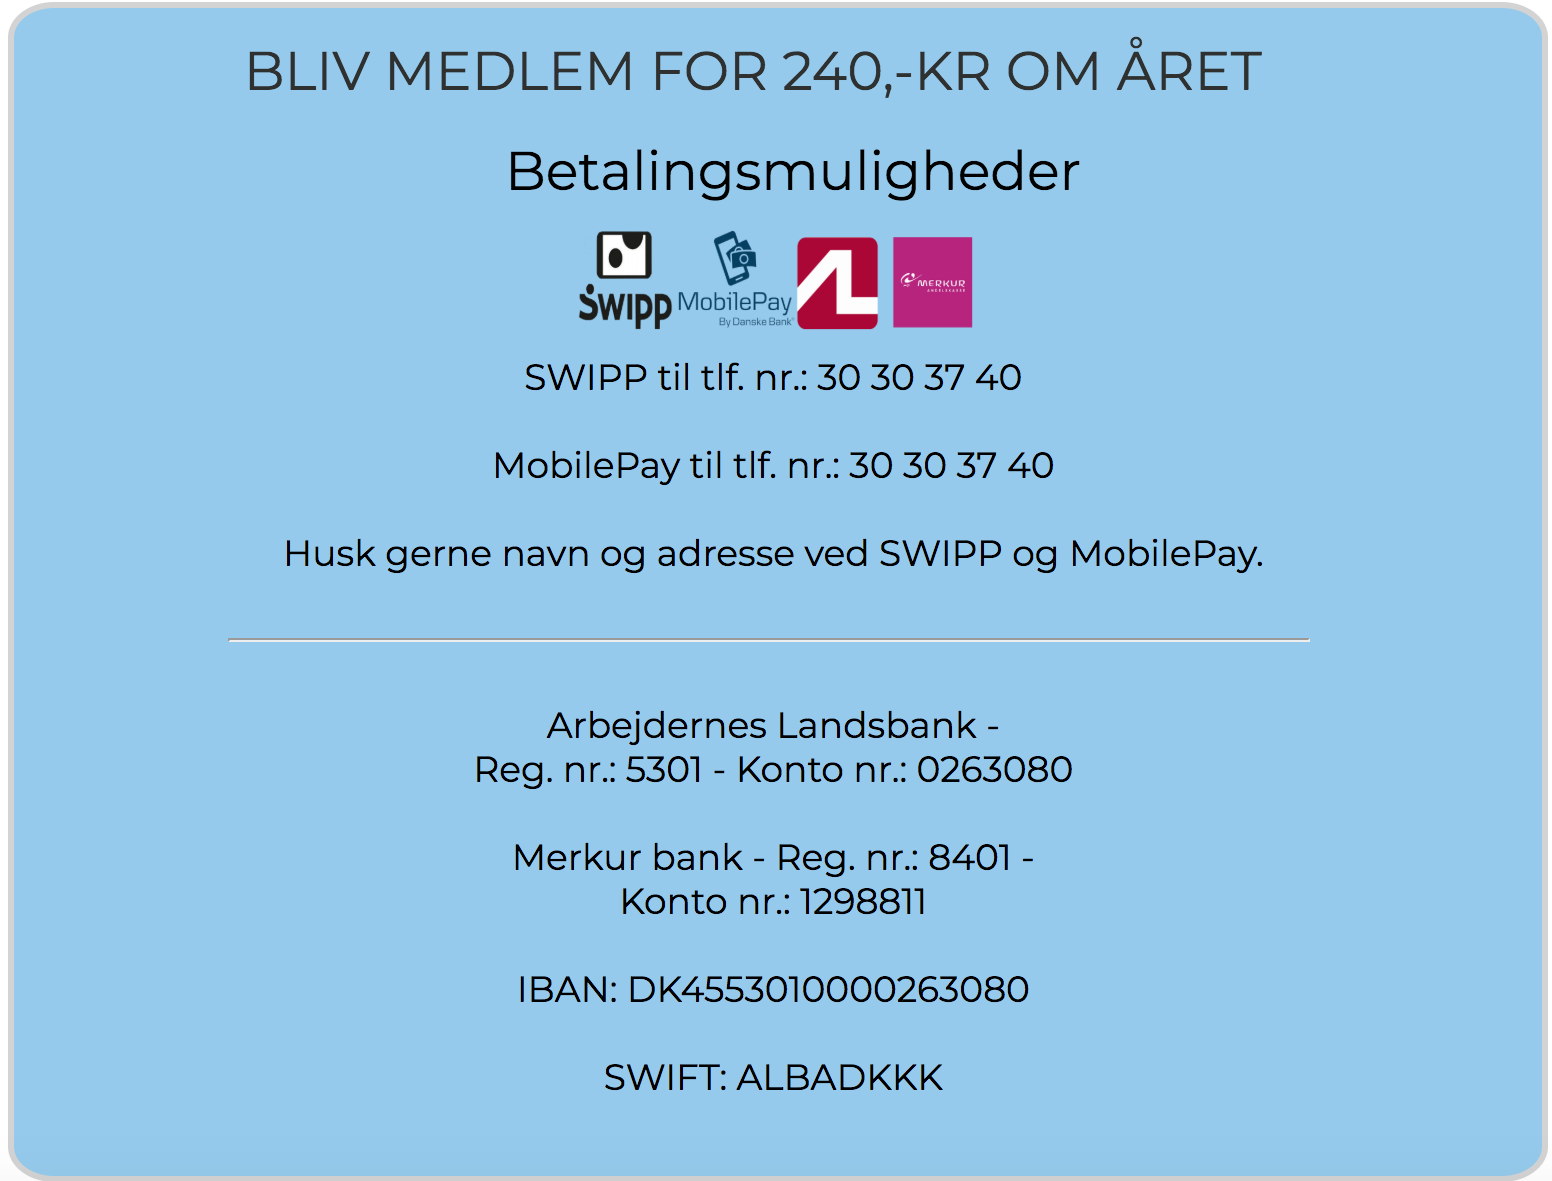 BLIV MEDLEM FOR 240,-KR OM ÅRET
Betalingsmuligheder
SWIPP MobilePay
By Danske Bank
MERKUR
ANDELSKASSE
SWIPP til tlf. nr.: 30 30 37 40
MobilePay til tlf. nr.: 30 30 37 40
Husk gerne navn og adresse ved SWIPP og MobilePay.
Arbejdernes Landsbank -
Reg. nr.: 5301 - Konto nr.: 0263080
Merkur bank - Reg. nr.: 8401 -
Konto nr.: 1298811
IBAN: DK4553010000263080
SWIFT: ALBADKKK